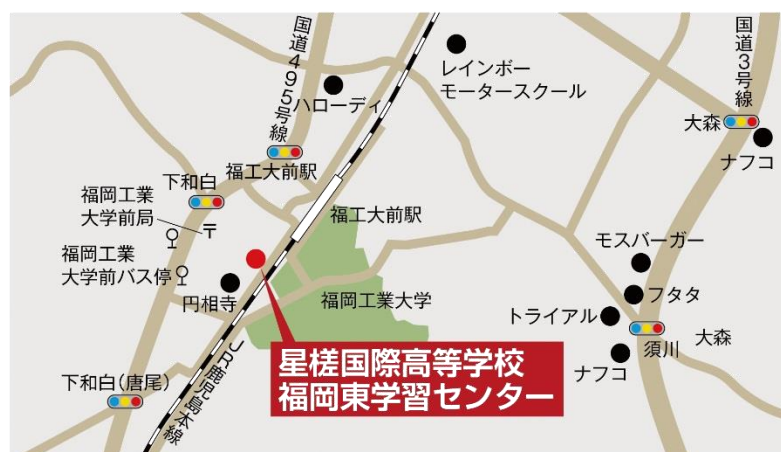 国道495号線
ハローディ
レインボー
モータースクール
国道3号線
大森
ナフコ
福工大前駅
下和白
福岡工業
大学前局
〒
福岡工業
大学前バス停
円相寺
福工大前駅
福岡工業大学
モスバーガー
フタタ
トライアル
大森
須川
ナフコ
下和白(唐尾)
JR鹿児島本線
星槎国際高等学校
福岡東学習センター